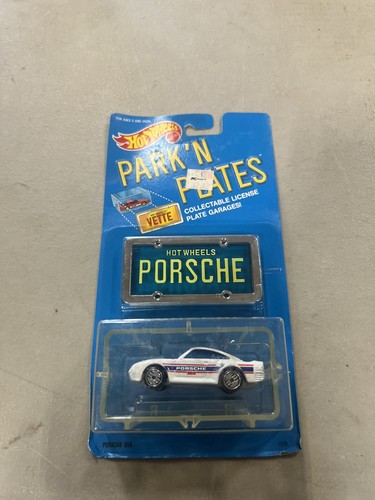 HOT WHEELS
PARK'N
PLATES
COLLECTABLE LICENSE
PLATE GARAGES!
VETTE
HOT WHEELS
PORSCHE
PORSCHE
PORSCHE 959